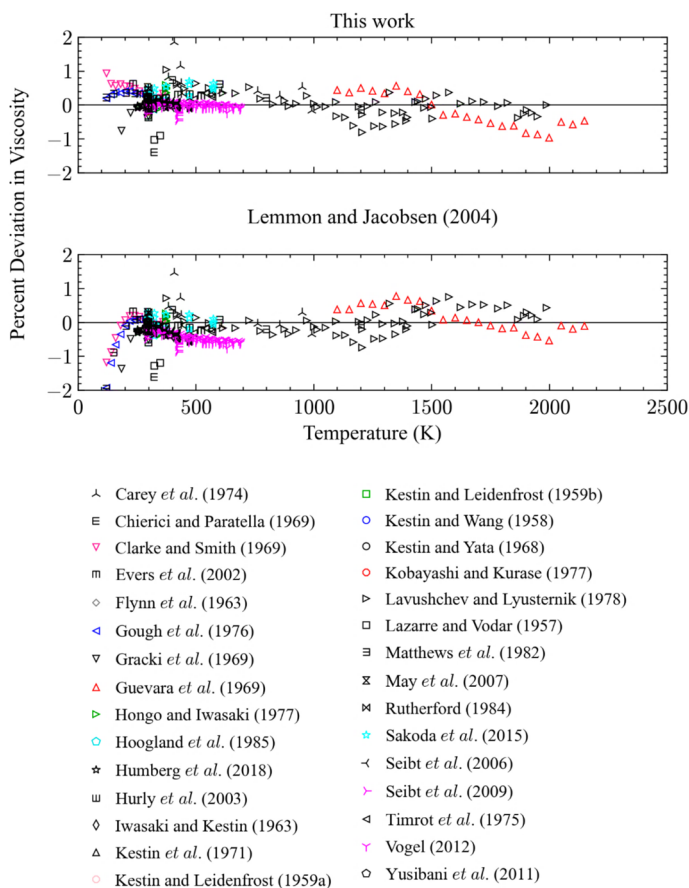 This work
2
1
0
−1
−2
Percent Deviation in Viscosity
Lemmon and Jacobsen (2004)
2
1
0
−1
−2
0 500 1000 1500 2000 2500
Temperature (K)
Carey et al. (1974)
Chierici and Paratella (1969)
Clarke and Smith (1969)
Evers et al. (2002)
Flynn (1963)
Gough et al. (1976)
Gracki et al. (1969)
Guevara et al. (1969)
Hongo and Iwasaki (1977)
Hoogland et al. (1985)
Humberg et al. (2018)
Hurly et al. (2003)
Iwasaki and Kestin (1963)
Kestin et al. (1971)
Kestin and Leidenfrost (1959a)
Kestin and Leidenfrost (1959b)
Kestin and Wang (1958)
Kestin and Yata (1968)
Kobayashi and Kurase (1977)
Lavushchev and Lyusternik (1978)
Lazarre and Vodar (1957)
Matthews et al. (1982)
May et al. (2007)
Rutherford (1984)
Sakoda et al. (2015)
Seibt et al. (2006)
Seibt et al. (2009)
Timrot et al. (1975)
Vogel (2012)
Yusibani et al. (2011)